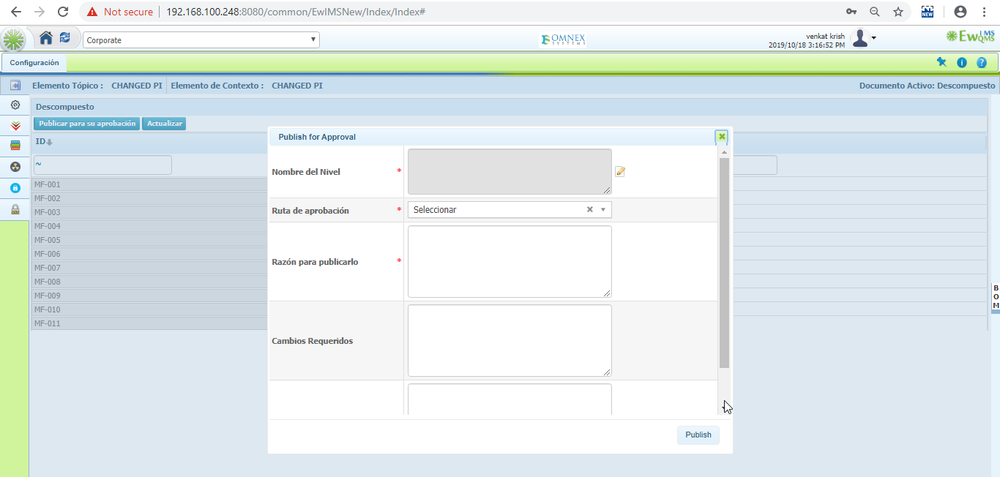 Not secure | 192.168.100.248:8080/common/EwIMSNew/Index/Index#
NEW
Corporate
OMNEX
SYSTEMS
venkat krish
2019/10/18 3:16:52 PM
EwIMS
QMS
Configuración
Elemento Tópico : CHANGED PI | Elemento de Contexto : CHANGED PI
Documento Activo: Descompuesto
Descompuesto
Publicar para su aprobación
Actualizar
ID
~
MF-001
MF-002
MF-003
MF-004
MF-005
MF-006
MF-007
MF-008
MF-009
MF-010
MF-011
Publish for Approval
Nombre del Nivel *
Ruta de aprobación * Seleccionar
Razón para publicarlo *
Cambios Requeridos
Publish
B
O
M